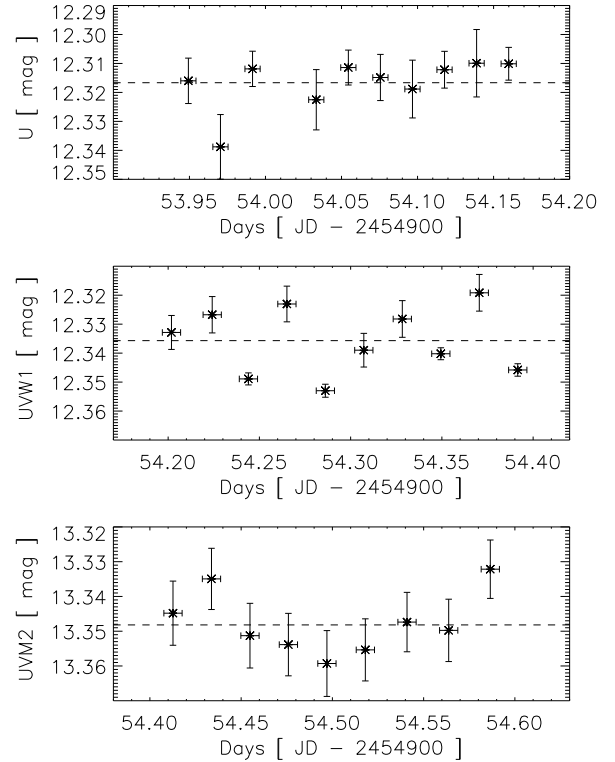 12.29
12.30
12.31
12.32
12.33
12.34
12.35
U [ mag ]
53.95 54.00 54.05 54.10 54.15 54.20
Days [ JD − 2454900 ]
12.32
12.33
12.34
12.35
12.36
UVW1 [ mag ]
54.20 54.25 54.30 54.35 54.40
Days [ JD − 2454900 ]
13.32
13.33
13.34
13.35
13.36
UVM2 [ mag ]
54.40 54.45 54.50 54.55 54.60
Days [ JD − 2454900 ]